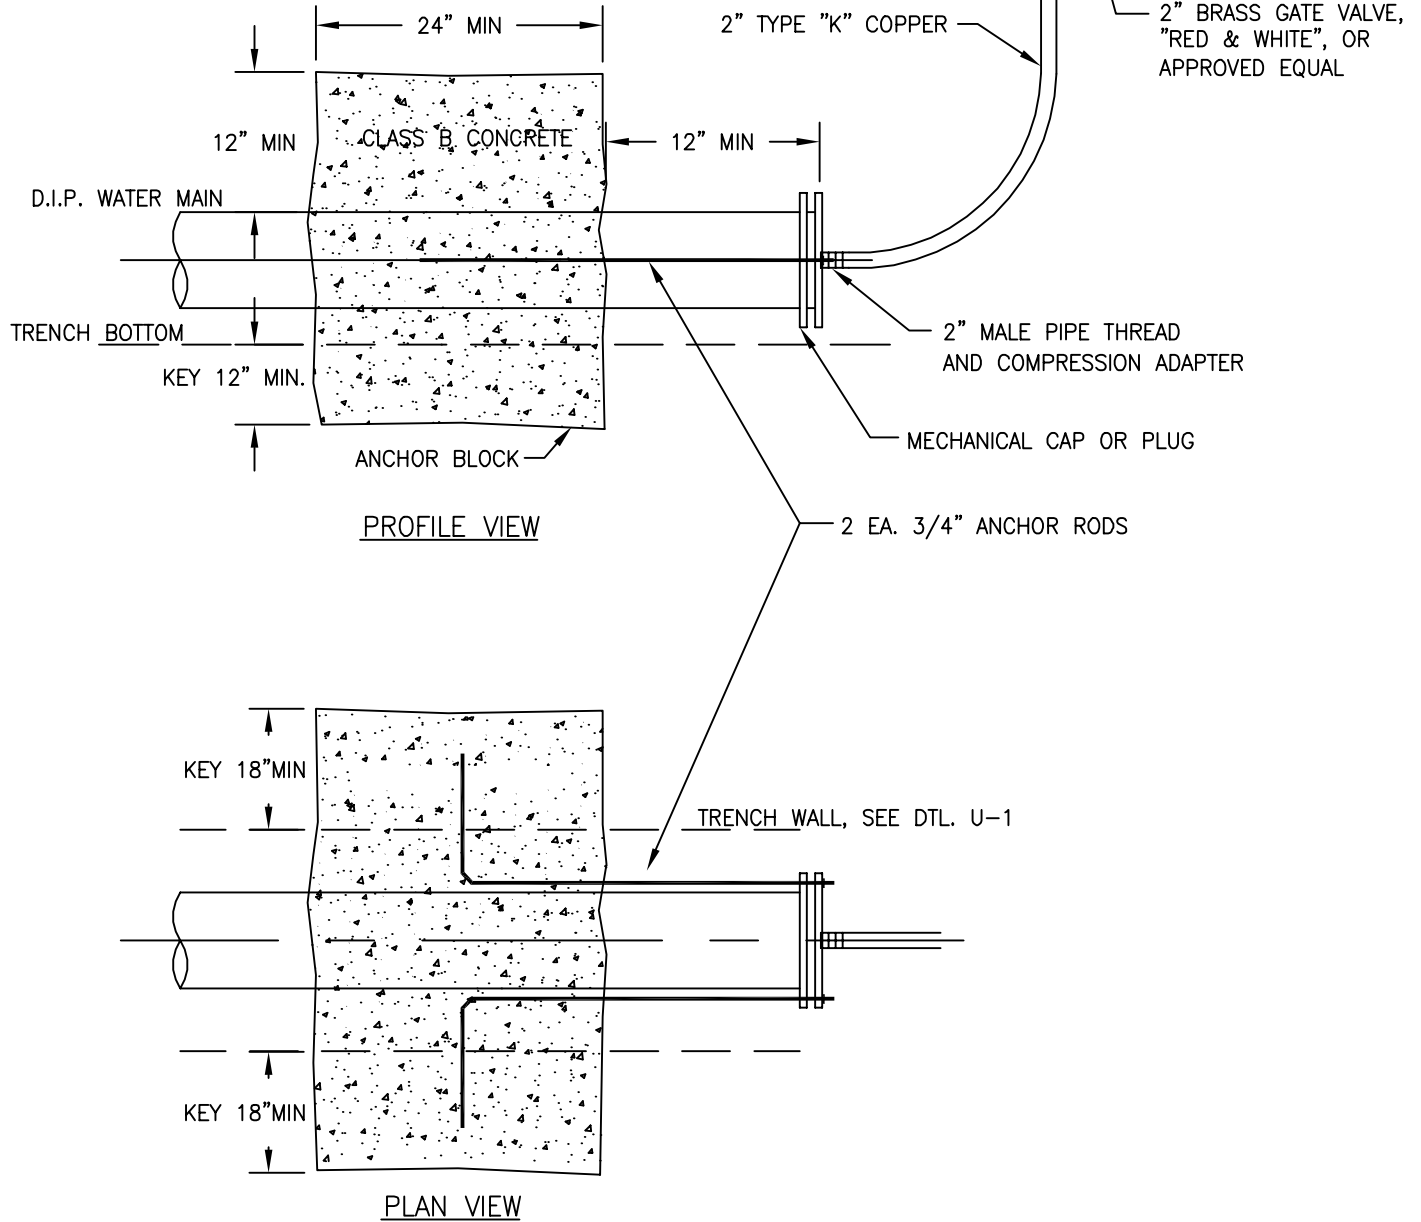 24" MIN
2" TYPE "K" COPPER
2" BRASS GATE VALVE,
"RED & WHITE", OR
APPROVED EQUAL
12" MIN
CLASS B CONCRETE
12" MIN
D.I.P. WATER MAIN
TRENCH BOTTOM
2" MALE PIPE THREAD
AND COMPRESSION ADAPTER
KEY 12" MIN.
MECHANICAL CAP OR PLUG
ANCHOR BLOCK
PROFILE VIEW
2 EA. 3/4" ANCHOR RODS
KEY 18"MIN
TRENCH WALL, SEE DTL. U-1
KEY 18"MIN
PLAN VIEW